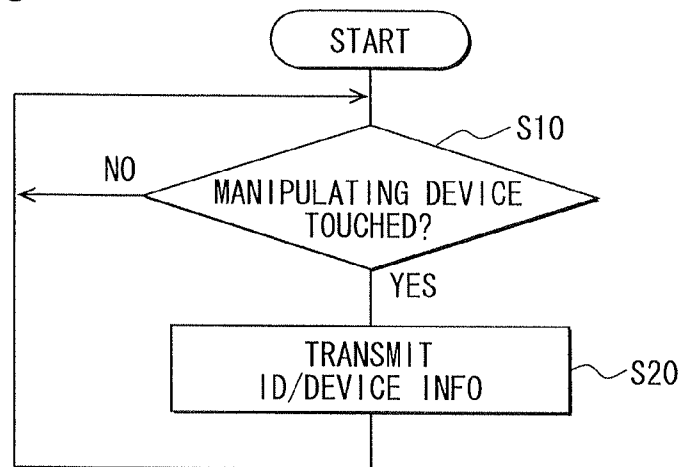 START
S10
NO
MANIPULATING DEVICE
TOUCHED?
YES
TRANSMIT
ID/DEVICE INFO
S20